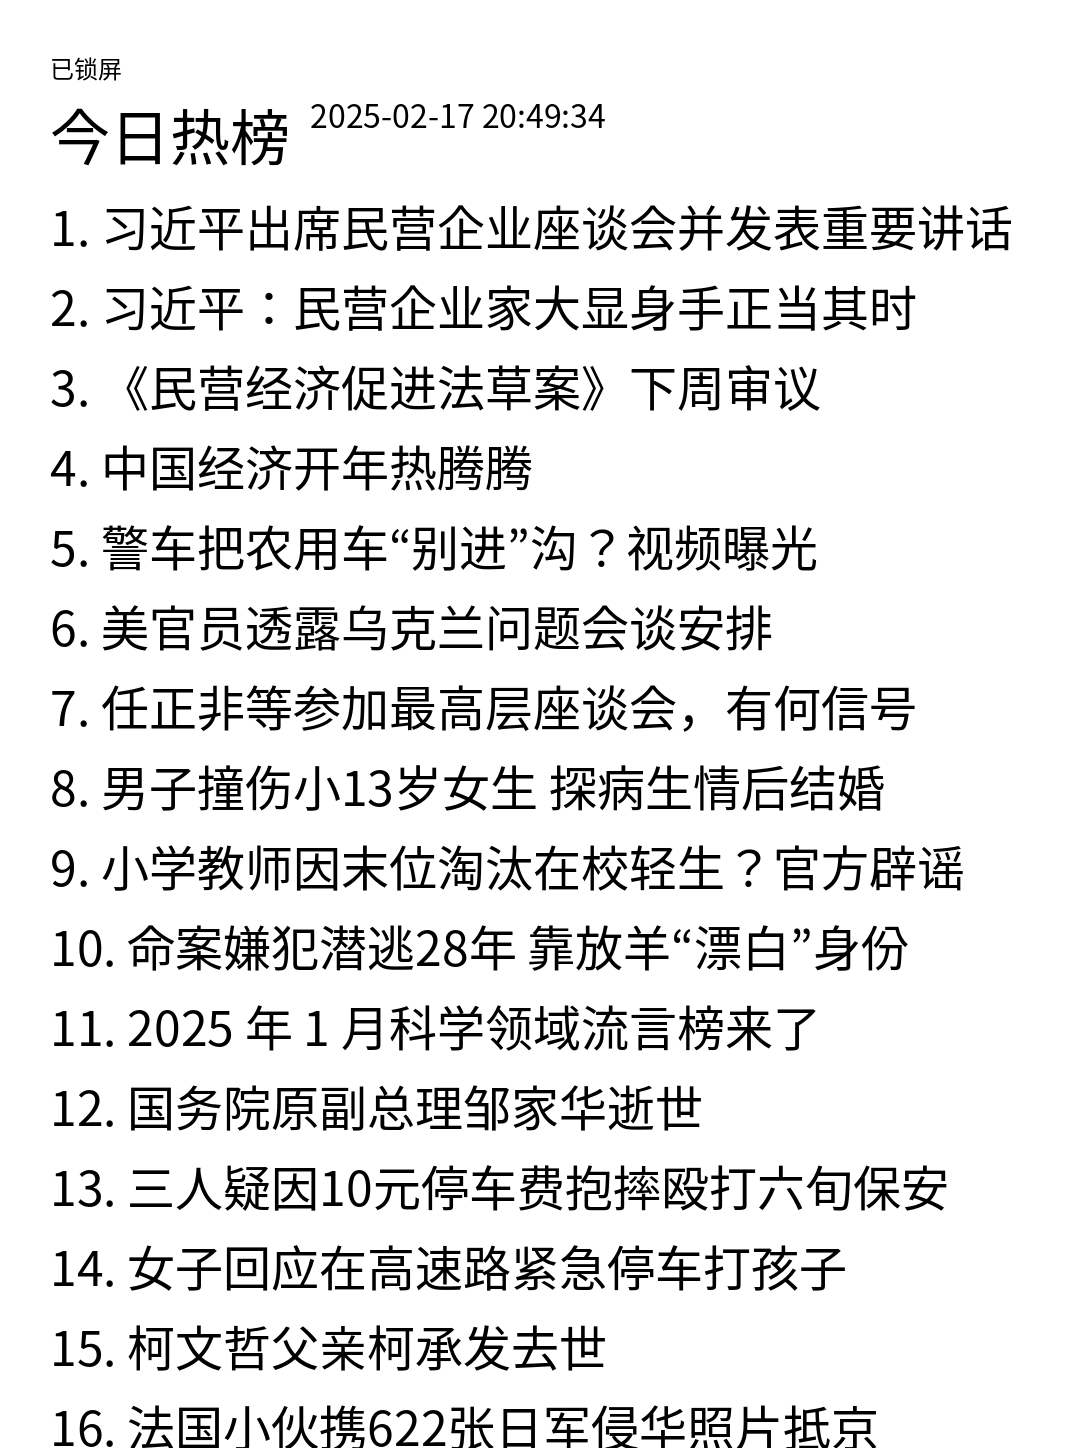 已锁屏
今日热榜 2025-02-17 20:49:34
1. 习近平出席民营企业座谈会并发表重要讲话
2. 习近平：民营企业家大显身手正当其时
3. 《民营经济促进法草案》下周审议
4. 中国经济开年热腾腾
5. 警车把农用车“别进”沟？视频曝光
6. 美官员透露乌克兰问题会谈安排
7. 任正非等参加最高层座谈会，有何信号
8. 男子撞伤小13岁女生 探病生情后结婚
9. 小学教师因末位淘汰在校轻生？官方辟谣
10. 命案嫌犯潜逃28年 靠放羊“漂白”身份
11. 2025 年 1 月科学领域流言榜来了
12. 国务院原副总理邹家华逝世
13. 三人疑因10元停车费抱摔殴打六旬保安
14. 女子回应在高速路紧急停车打孩子
15. 柯文哲父亲柯承发去世
16. 法国小伙携622张日军侵华照片抵京